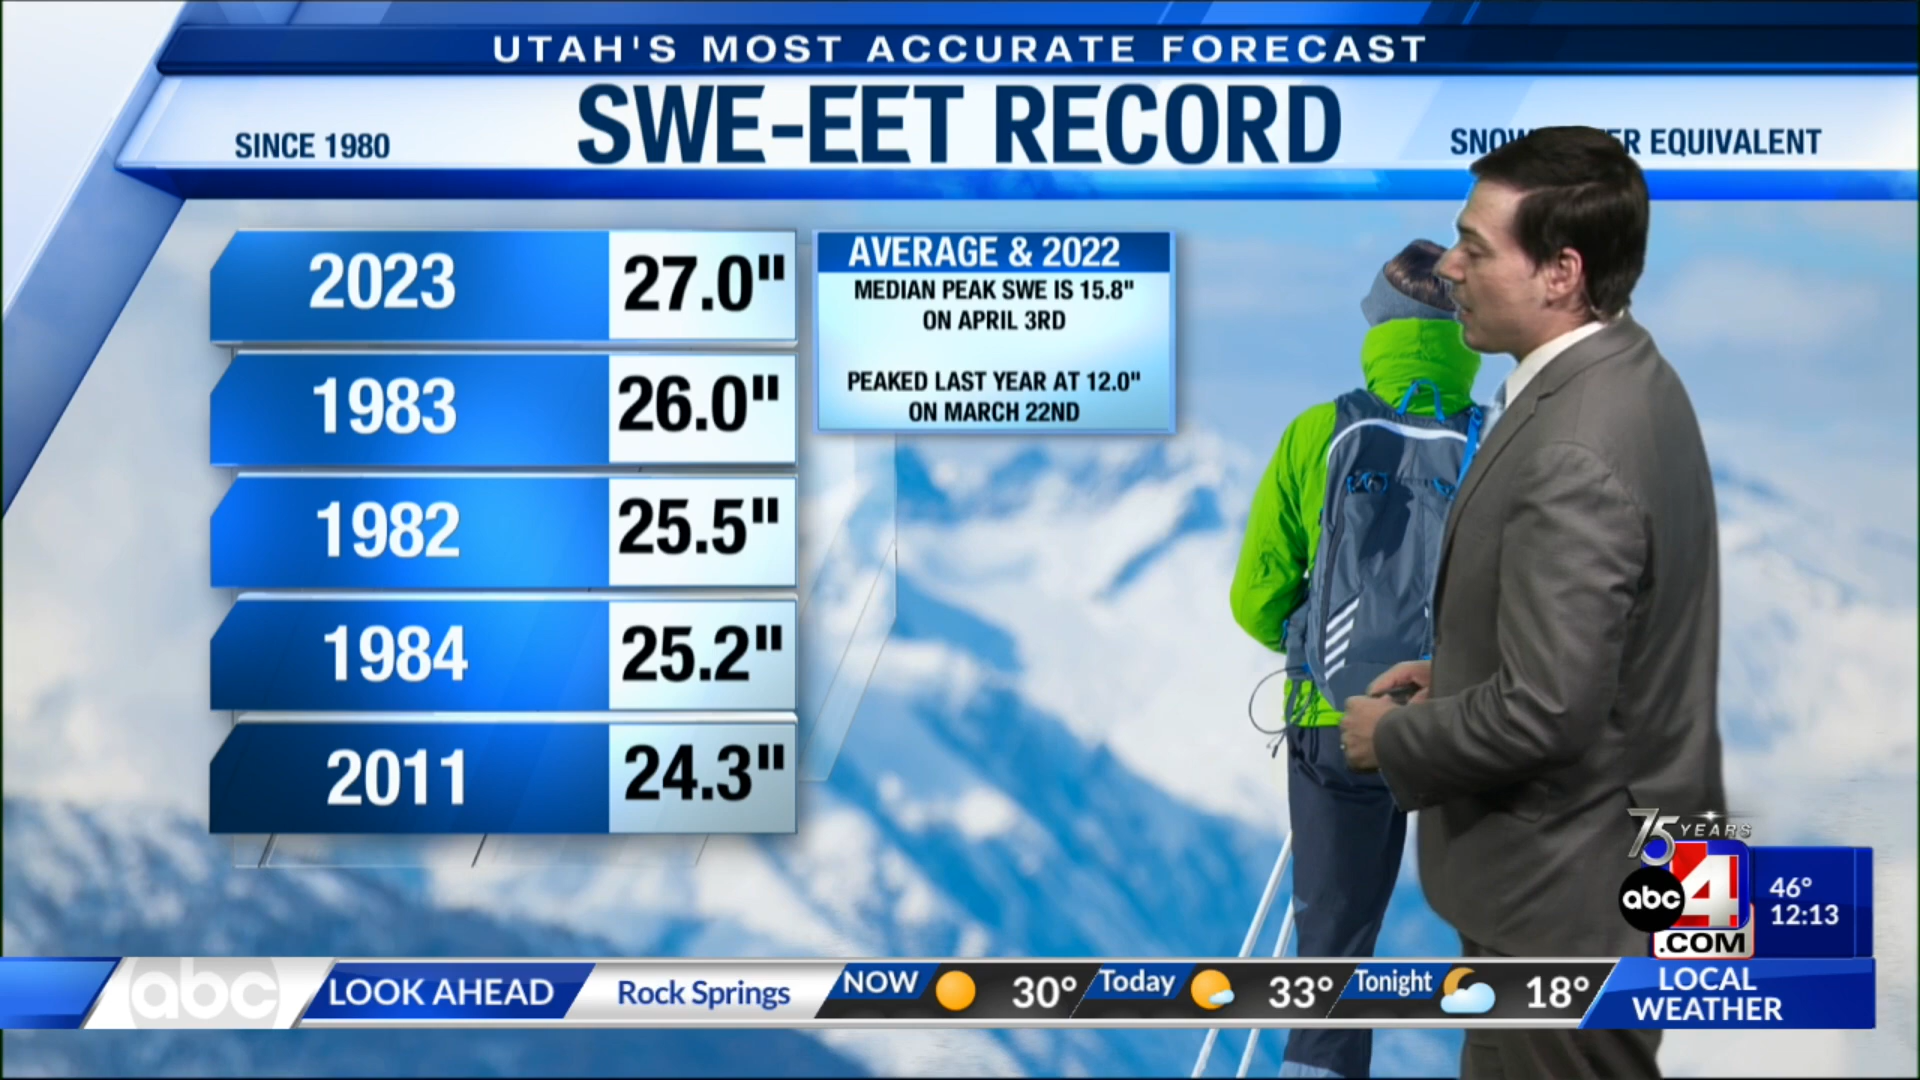 UTAH'S MOST ACCURATE FORECAST
SINCE 1980
SWE-EET RECORD
EQUIVALENT
2023 27.0"
1983 26.0"
1982 25.5"
1984 25.2"
2011 24.3"
AVERAGE & 2022
MEDIAN PEAK SWE IS 15.8"
ON APRIL 3RD
PEAKED LAST YEAR AT 12.0"
ON MARCH 22ND
75 YEARS
abc 4
.COM
46°
12:13
abc
LOOK AHEAD
Rock Springs
NOW 30°
Today 33°
Tonight 18°
LOCAL
WEATHER